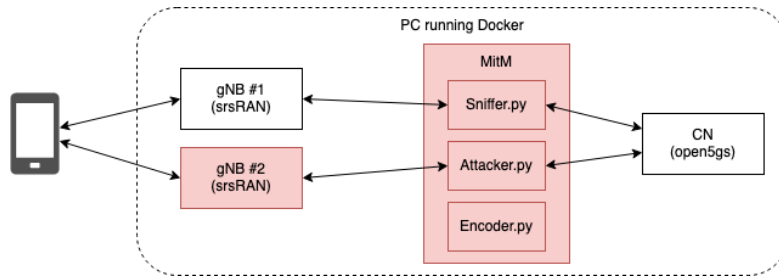 PC running Docker
MitM
gNB #1
(srsRAN)
Sniffer.py
CN
(open5gs)
gNB #2
(srsRAN)
Attacker.py
Encoder.py